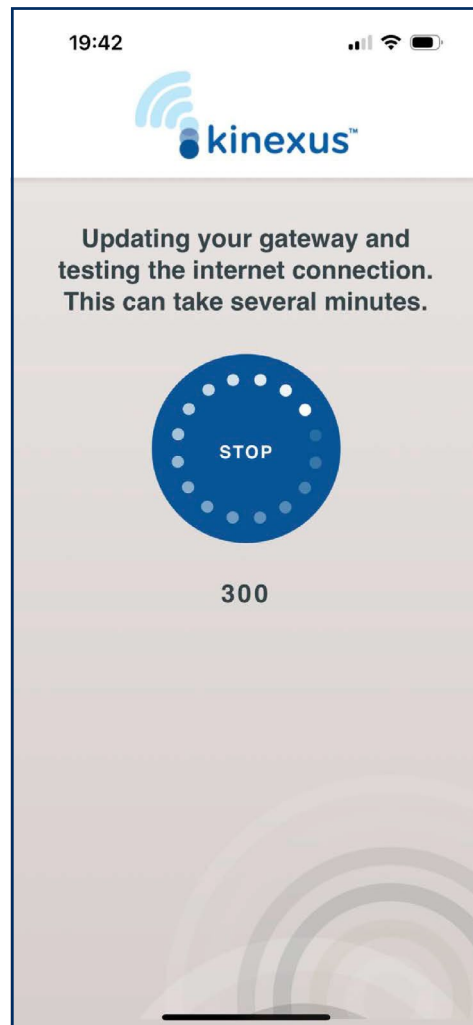 19:42
kinexus™
Updating your gateway and
testing the internet connection.
This can take several minutes.
STOP
300